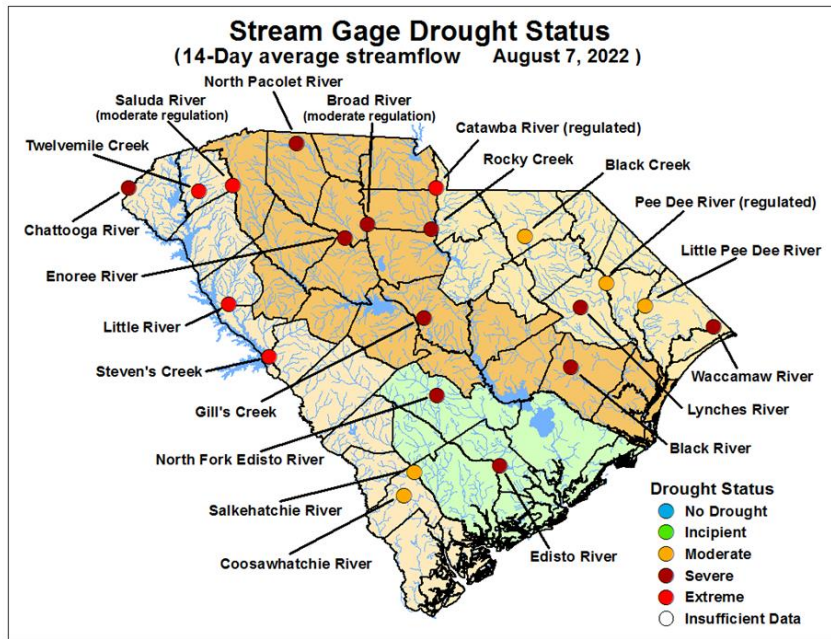 Stream Gage Drought Status
(14-Day average streamflow August 7, 2022 )
North Pacolet River
Saluda River
(moderate regulation)
Broad River
(moderate regulation)
Catawba River (regulated)
Twelvemile Creek
Rocky Creek
Black Creek
Pee Dee River (regulated)
Chattooga River
Little Pee Dee River
Enoree River
Little River
Steven's Creek
Waccamaw River
Gill's Creek
Lynches River
Black River
North Fork Edisto River
Salkehatchie River
Coosawhatchie River
Edisto River
Drought Status
No Drought
Incipient
Moderate
Severe
Extreme
Insufficient Data